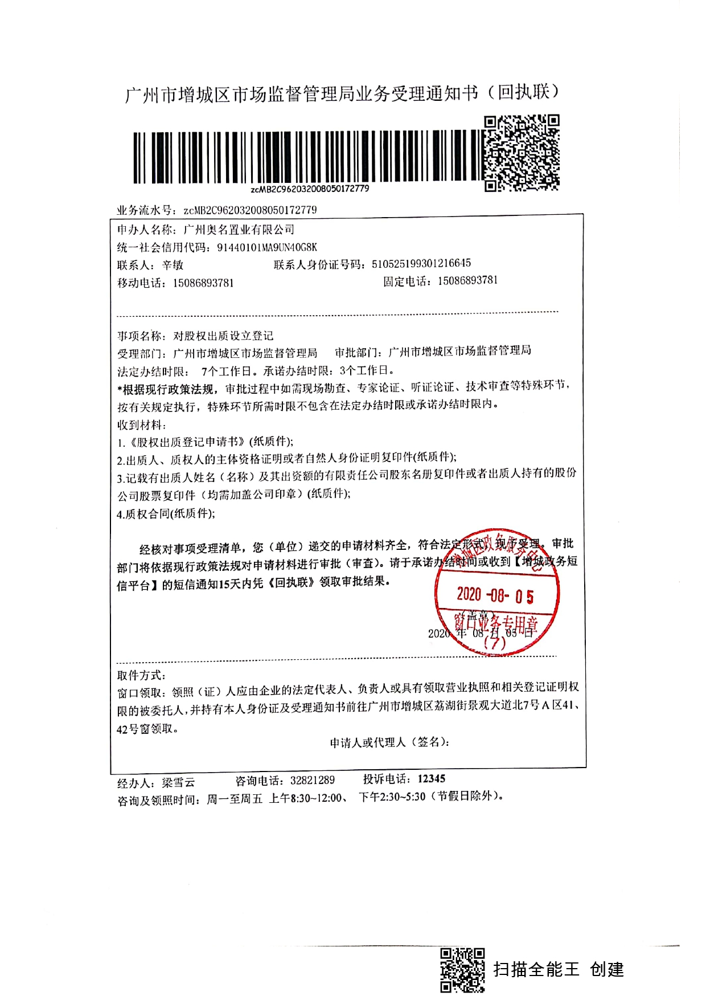 广州市增城区市场监督管理局业务受理通知书（回执联）
zcMB2C962032008050172779
业务流水号：zcMB2C962032008050172779
申办人名称：广州奥名置业有限公司
统一社会信用代码：91440101MA9UN40G8K
联系人：辛敏 联系人身份证号码：510525199301216645
移动电话：15086893781 固定电话：15086893781
事项名称：对股权出质设立登记
受理部门：广州市增城区市场监督管理局 审批部门：广州市增城区市场监督管理局
法定办结时限： 7个工作日。承诺办结时限：3个工作日。
*根据现行政策法规，审批过程中如需现场勘查、专家论证、听证论证、技术审查等特殊环节，
按有关规定执行，特殊环节所需时限不包含在法定办结时限或承诺办结时限内。
收到材料：
1.《股权出质登记申请书》(纸质件);
2.出质人、质权人的主体资格证明或者自然人身份证明复印件(纸质件);
3.记载有出质人姓名（名称）及其出资额的有限责任公司股东名册复印件或者出质人持有的股份
公司股票复印件（均需加盖公司印章）(纸质件);
4.质权合同(纸质件);
经核对事项受理清单，您（单位）递交的申请材料齐全，符合法定形式，现予受理。审批
部门将依据现行政策法规对申请材料进行审批（审查）。请于承诺办结时间或收到【增城政务短
信平台】的短信通知15天内凭《回执联》领取审批结果。
增城区政务服务中心
2020-08-05
（盖章）
窗口业务专用章
2020 年 08 月 05 日
(7)
取件方式：
窗口领取：领照（证）人应由企业的法定代表人、负责人或具有领取营业执照和相关登记证明权
限的被委托人，并持有本人身份证及受理通知书前往广州市增城区荔湖街景观大道北7号A区41、
42号窗领取。
申请人或代理人（签名）：
经办人：梁雪云 咨询电话：32821289 投诉电话：12345
咨询及领照时间：周一至周五 上午8:30~12:00、 下午2:30~5:30（节假日除外）。
扫描全能王 创建